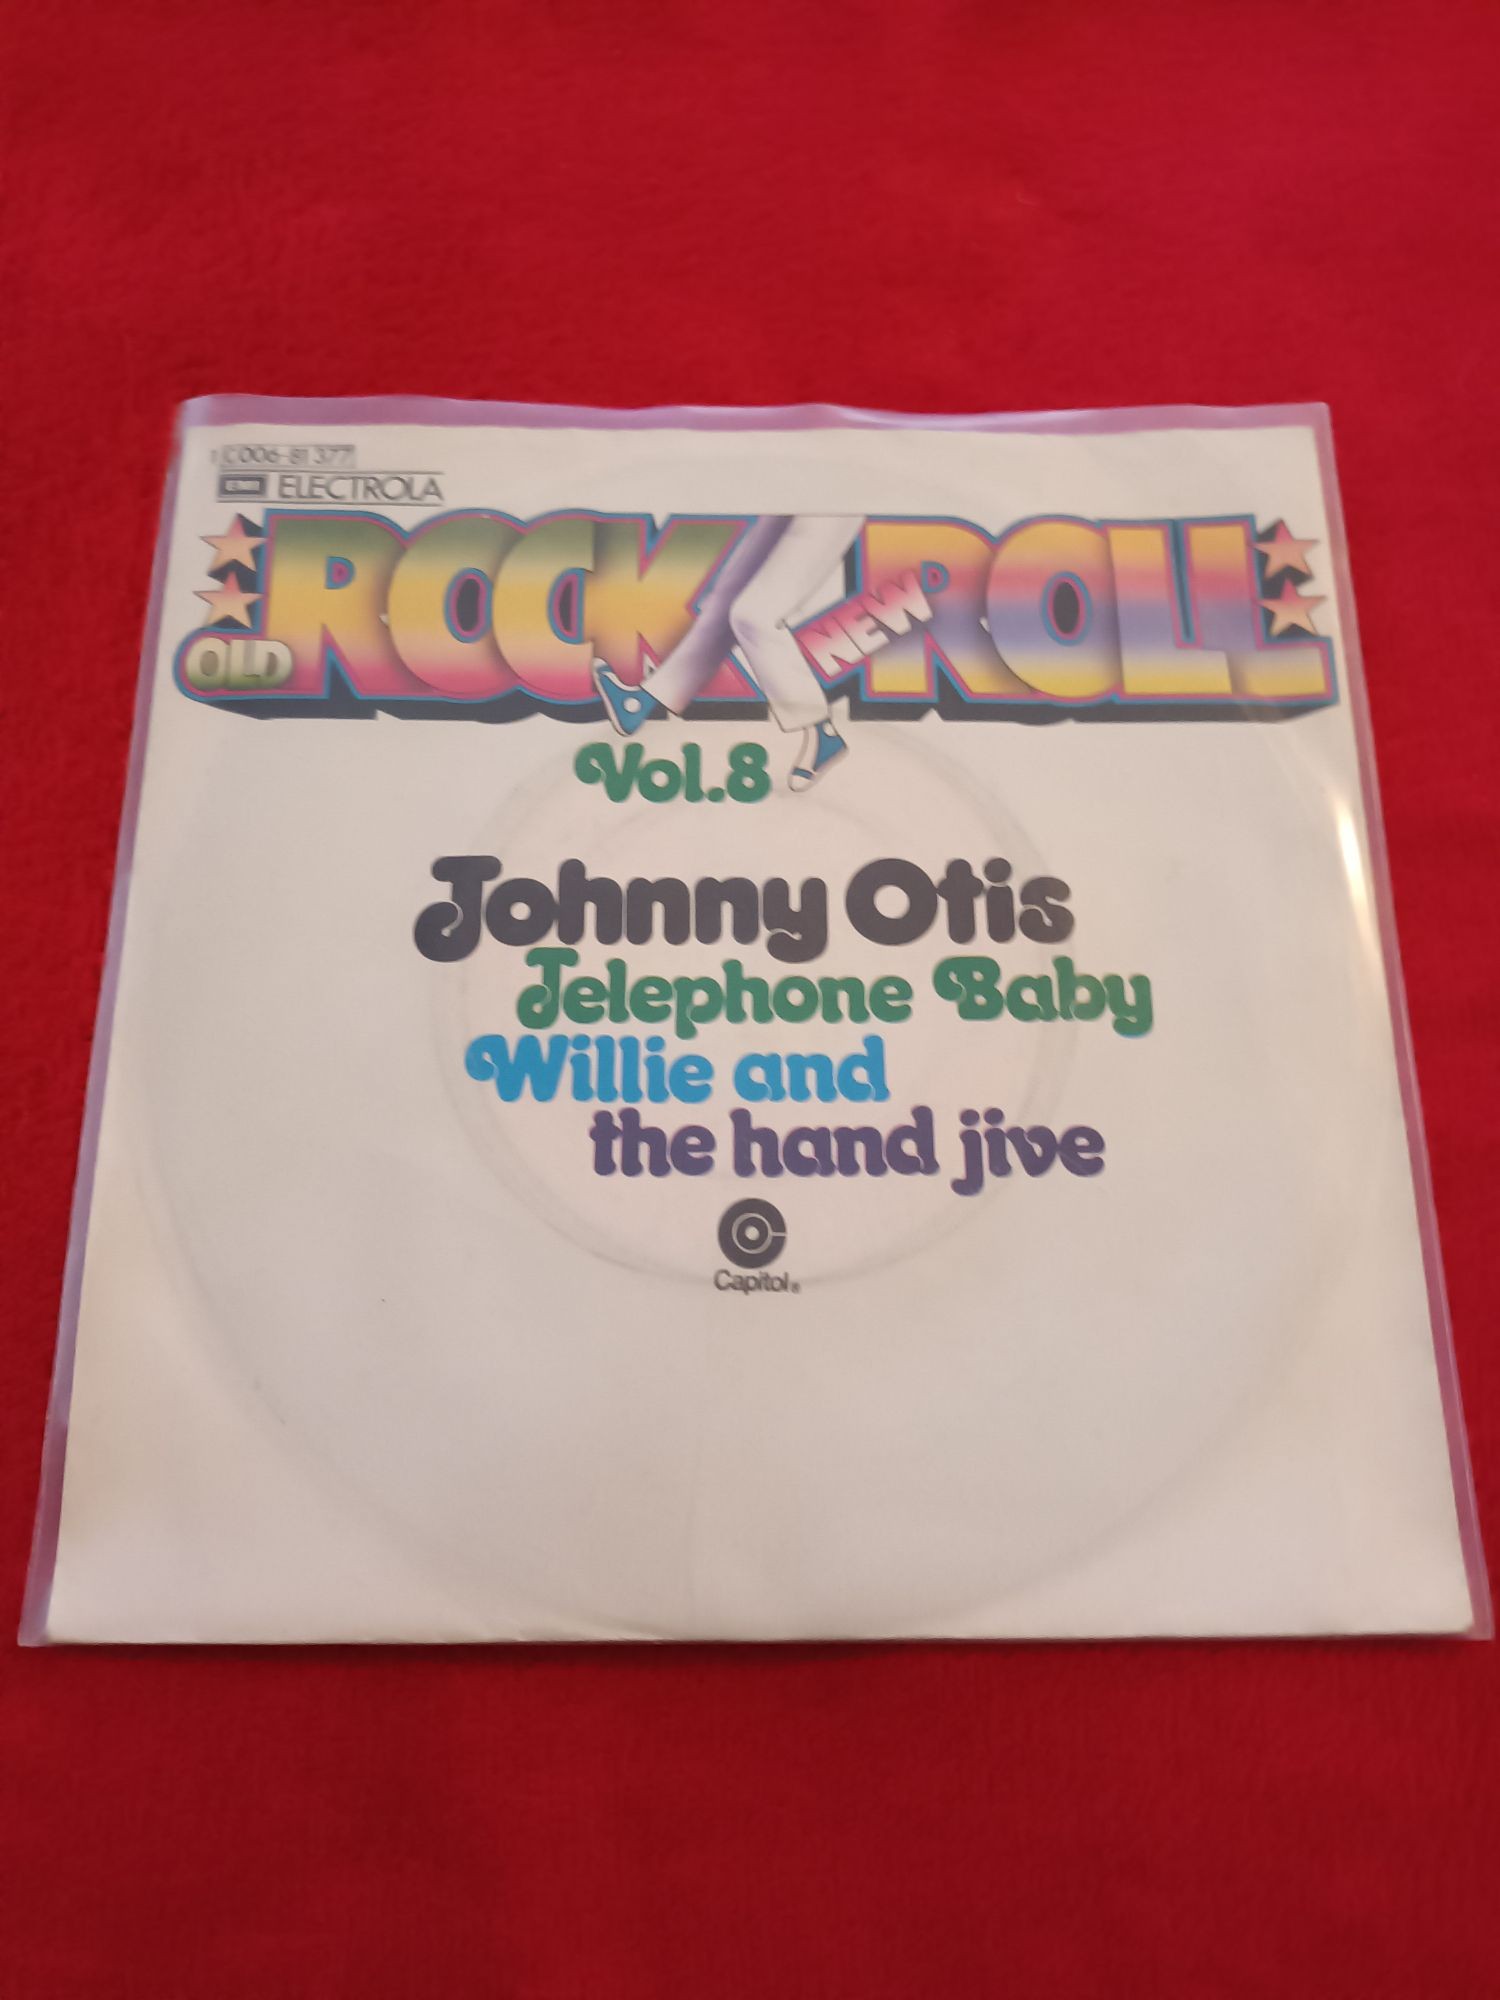 1 C 006-81 377
EMI ELECTROLA
OLD ROCK NEW ROLL
Vol.8
Johnny Otis
Telephone Baby
Willie and
the hand jive
Capitol®